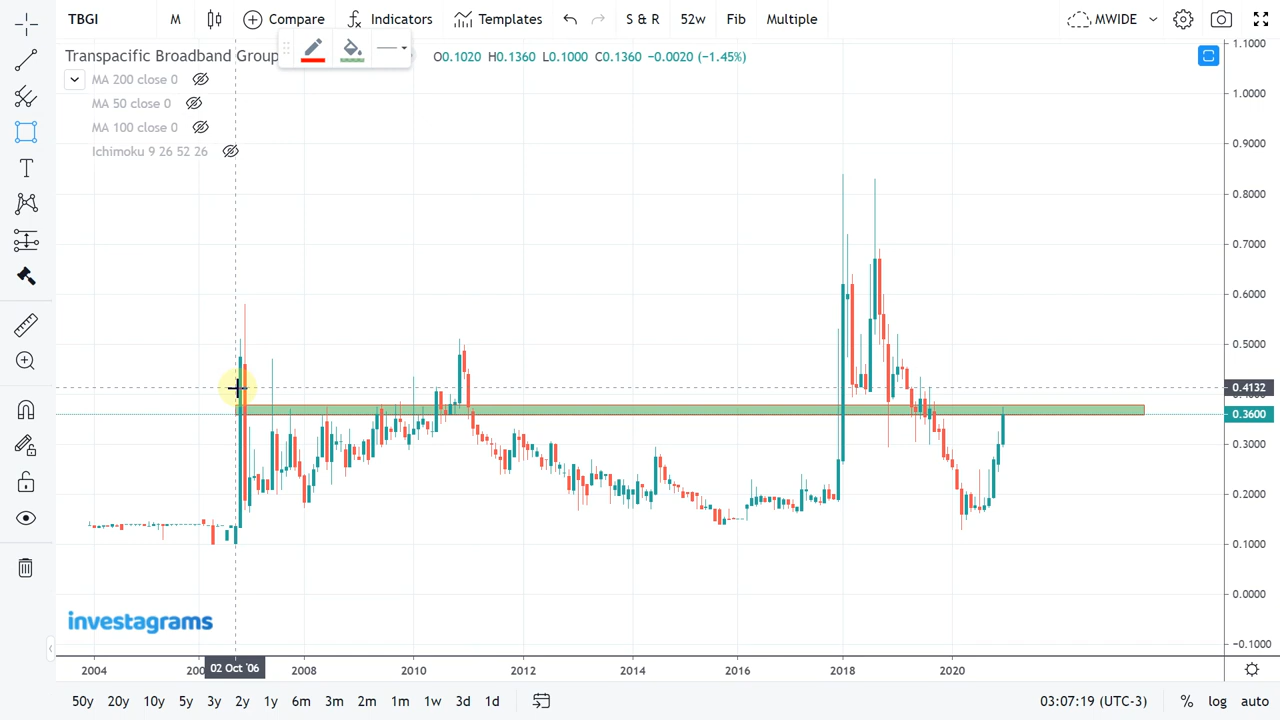 TBGI M Compare Indicators Templates S & R 52w Fib Multiple MWIDE
Transpacific Broadband Group O0.1020 H0.1360 L0.1000 C0.1360 −0.0020 (−1.45%)
MA 200 close 0
MA 50 close 0
MA 100 close 0
Ichimoku 9 26 52 26
1.1000
1.0000
0.9000
0.8000
0.7000
0.6000
0.5000
0.4132
0.3600
0.3000
0.2000
0.1000
0.0000
−0.1000
investagrams
2004 02 Oct '06 2008 2010 2012 2014 2016 2018 2020
50y 20y 10y 5y 3y 2y 1y 6m 3m 2m 1m 1w 3d 1d 03:07:19 (UTC-3) % log auto